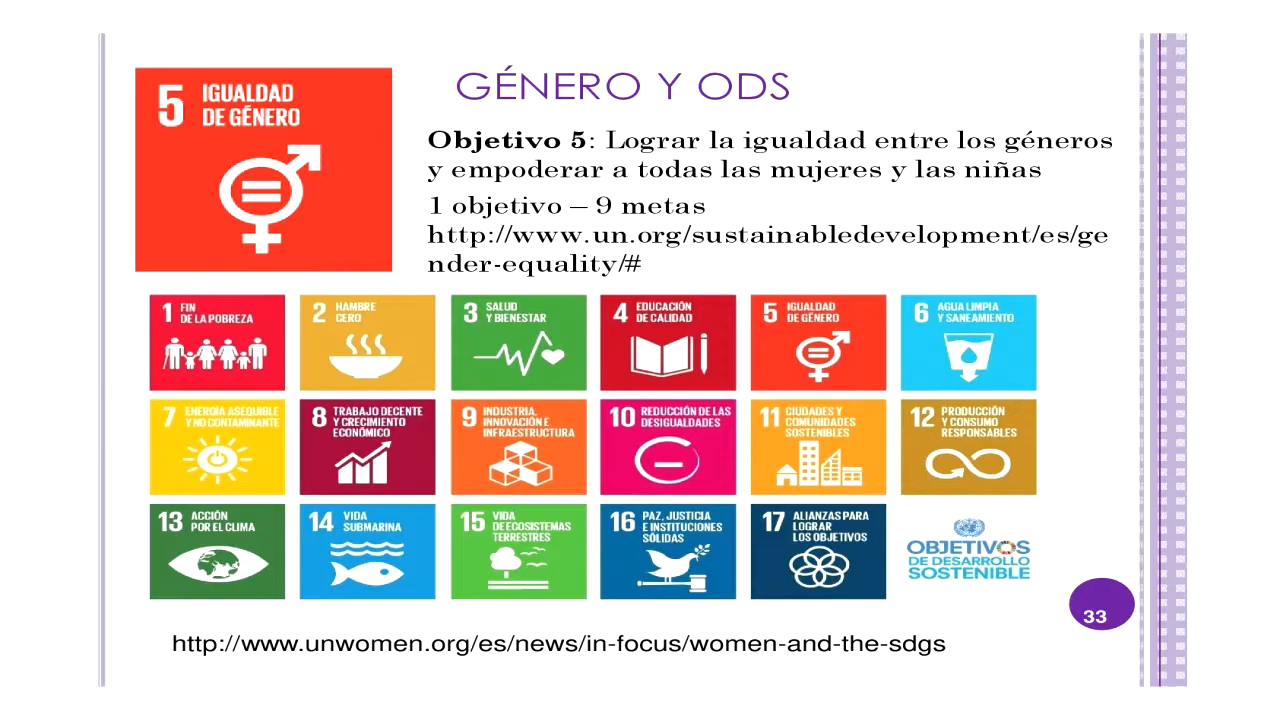 5 IGUALDAD
DE GÉNERO
GÉNERO Y ODS
Objetivo 5: Lograr la igualdad entre los géneros
y empoderar a todas las mujeres y las niñas
1 objetivo – 9 metas
http://www.un.org/sustainabledevelopment/es/ge
nder-equality/#
1 FIN
DE LA POBREZA
2 HAMBRE
CERO
3 SALUD
Y BIENESTAR
4 EDUCACIÓN
DE CALIDAD
5 IGUALDAD
DE GÉNERO
6 AGUA LIMPIA
Y SANEAMIENTO
7 ENERGÍA ASEQUIBLE
Y NO CONTAMINANTE
8 TRABAJO DECENTE
Y CRECIMIENTO
ECONÓMICO
9 INDUSTRIA,
INNOVACIÓN E
INFRAESTRUCTURA
10 REDUCCIÓN DE LAS
DESIGUALDADES
11 CIUDADES Y
COMUNIDADES
SOSTENIBLES
12 PRODUCCIÓN
Y CONSUMO
RESPONSABLES
13 ACCIÓN
POR EL CLIMA
14 VIDA
SUBMARINA
15 VIDA
DE ECOSISTEMAS
TERRESTRES
16 PAZ, JUSTICIA
E INSTITUCIONES
SÓLIDAS
17 ALIANZAS PARA
LOGRAR
LOS OBJETIVOS
OBJETIVOS
DE DESARROLLO
SOSTENIBLE
33
http://www.unwomen.org/es/news/in-focus/women-and-the-sdgs